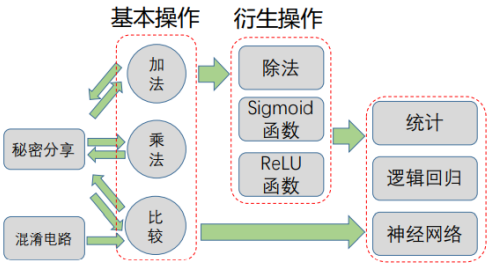 基本操作
衍生操作
加
法
除法
Sigmoid
函数
统计
秘密分享
乘
法
ReLU
函数
逻辑回归
混淆电路
比
较
神经网络